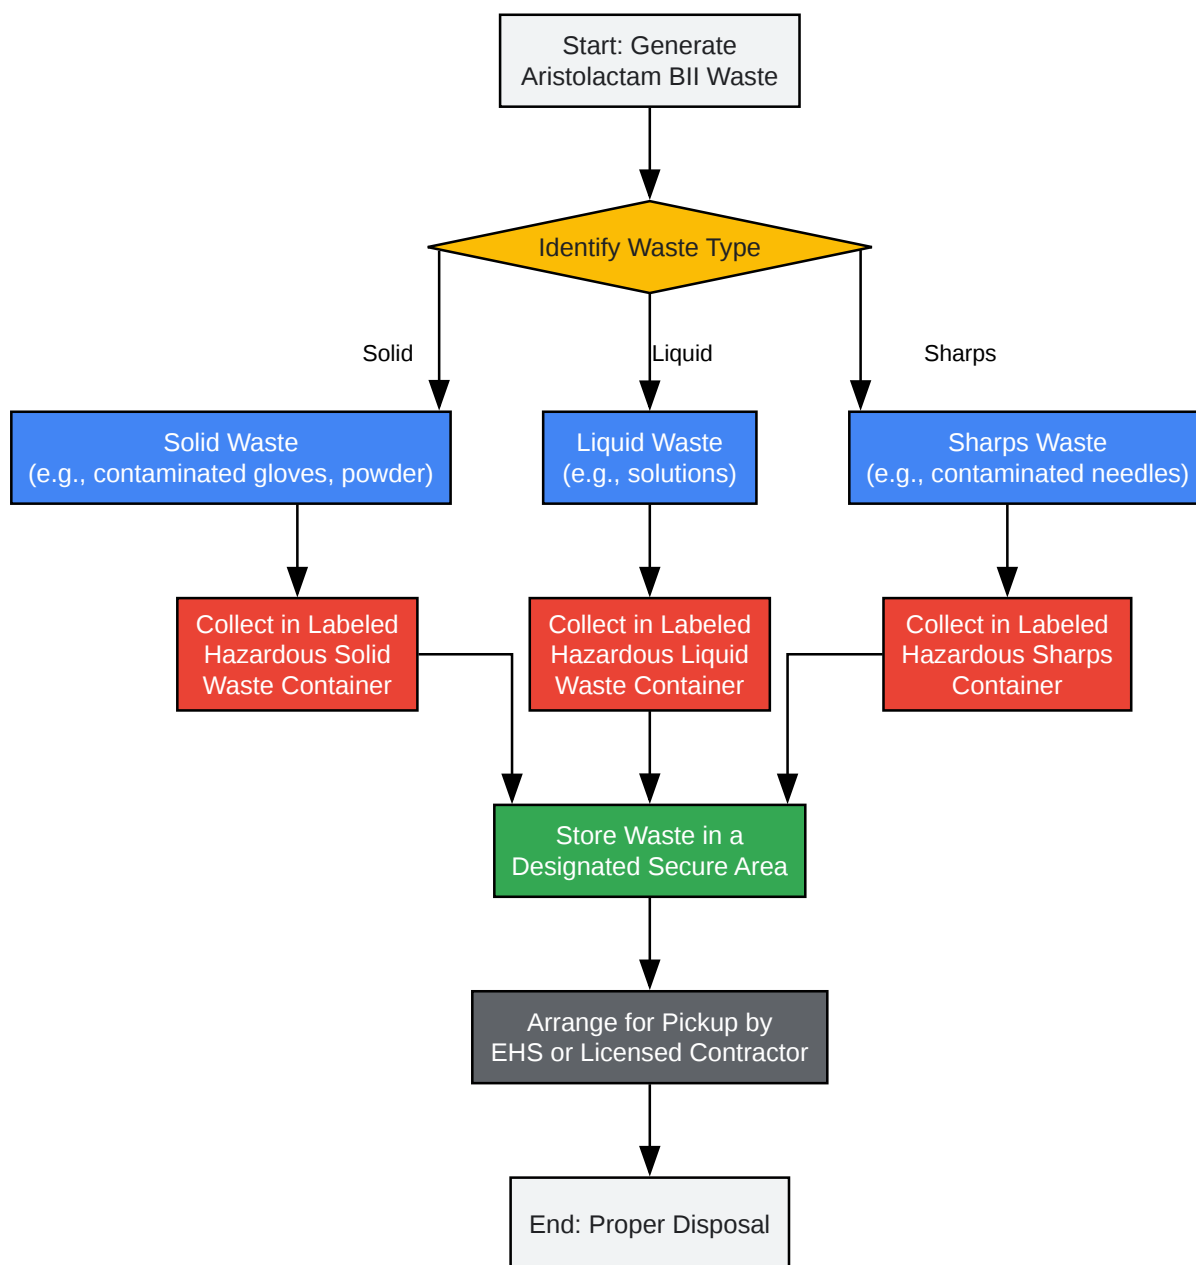 Start: Generate
Aristolactam BII Waste
Identify Waste Type
Solid
Liquid
Sharps
Solid Waste
(e.g., contaminated gloves, powder)
Liquid Waste
(e.g., solutions)
Sharps Waste
(e.g., contaminated needles)
Collect in Labeled
Hazardous Solid
Waste Container
Collect in Labeled
Hazardous Liquid
Waste Container
Collect in Labeled
Hazardous Sharps
Container
Store Waste in a
Designated Secure Area
Arrange for Pickup by
EHS or Licensed Contractor
End: Proper Disposal